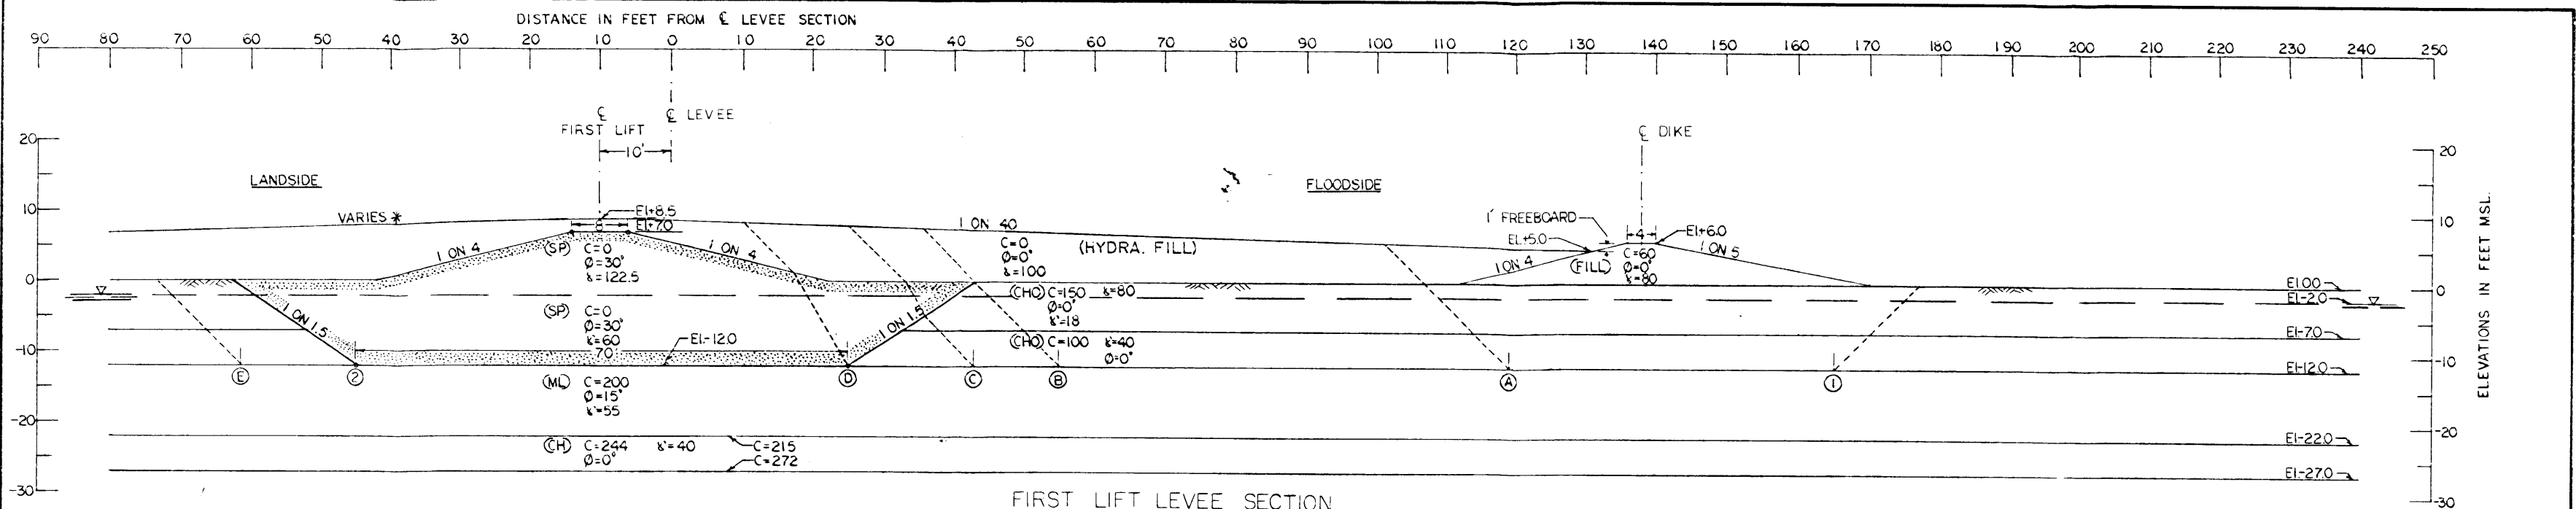 DISTANCE IN FEET FROM ℄ LEVEE SECTION
90 80 70 60 50 40 30 20 10 0 10 20 30 40 50 60 70 80 90 100 110 120 130 140 150 160 170 180 190 200 210 220 230 240 250
℄ FIRST LIFT
℄ LEVEE
10'
℄ DIKE
20
10
0
-10
-20
-30
LANDSIDE
FLOODSIDE
VARIES *
El.+8.5
8
El.+7.0
1 ON 4
(SP) C=0
Ø=30°
γ=122.5
1 ON 4
1 ON 40
C=0
Ø=0°
γ=100
(HYDRA. FILL)
1' FREEBOARD
El.+5.0
4
El.+6.0
1 ON 4
(FILL)
C=60
Ø=0°
γ=80
1 ON 5
(CHO) C=150 γ=80
Ø=0°
γ'=18
(SP) C=0
Ø=30°
γ'=60
1 ON 1.5
1 ON 1.5
70'
El.-12.0
(CHO) C=100 γ'=40
Ø=0°
El.0.0
El.-2.0
El.-7.0
El.-12.0
El.-22.0
El.-27.0
E 2 D C B A 1
(ML) C=200
Ø=15°
γ'=55
(CH) C=244 γ'=40
Ø=0°
C=215
C=272
20
10
0
-10
-20
-30
ELEVATIONS IN FEET MSL.
FIRST LIFT LEVEE SECTION